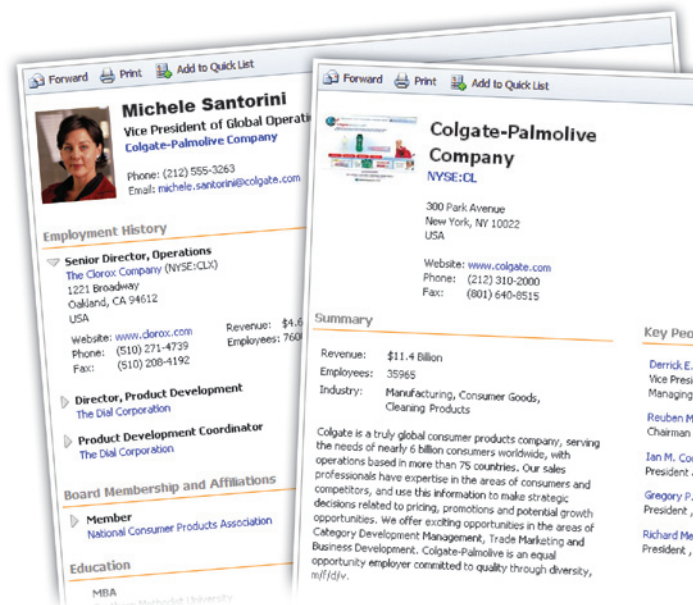 Forward Print Add to Quick List
Michele Santorini
Vice President of Global
Colgate-Palmolive Company
Phone: (212) 555-3263
Email: michele.santorini@colgate.com
Employment History
Senior Director, Operations
The Clorox Company (NYSE:CLX)
1221 Broadway
Oakland, CA 94612
USA
Website: www.clorox.com
Phone: (510) 271-4739
Fax: (510) 208-4192
Revenue: $4.6
Employees: 760
Director, Product Development
The Dial Corporation
Product Development Coordinator
The Dial Corporation
Board Membership and Affiliations
Member
National Consumer Products Association
Education
MBA
Methodist University
Forward Print Add to Quick List
Colgate-Palmolive
Company
NYSE:CL
300 Park Avenue
New York, NY 10022
USA
Website: www.colgate.com
Phone: (212) 310-2000
Fax: (801) 640-8515
Summary
Revenue: $11.4 Billion
Employees: 35965
Industry: Manufacturing, Consumer Goods,
Cleaning Products
Colgate is a truly global consumer products company, serving
the needs of nearly 6 billion consumers worldwide, with
operations based in more than 75 countries. Our sales
professionals have expertise in the areas of consumers and
competitors, and use this information to make strategic
decisions related to pricing, promotions and potential growth
opportunities. We offer exciting opportunities in the areas of
Category Development Management, Trade Marketing and
Business Development. Colgate-Palmolive is an equal
opportunity employer committed to quality through diversity,
m/f/d/v.
Key Peo
Derrick E.
Vice Presi
Managing
Reuben M
Chairman
Ian M. Coo
President
Gregory P.
President ,
Richard Me
President ,